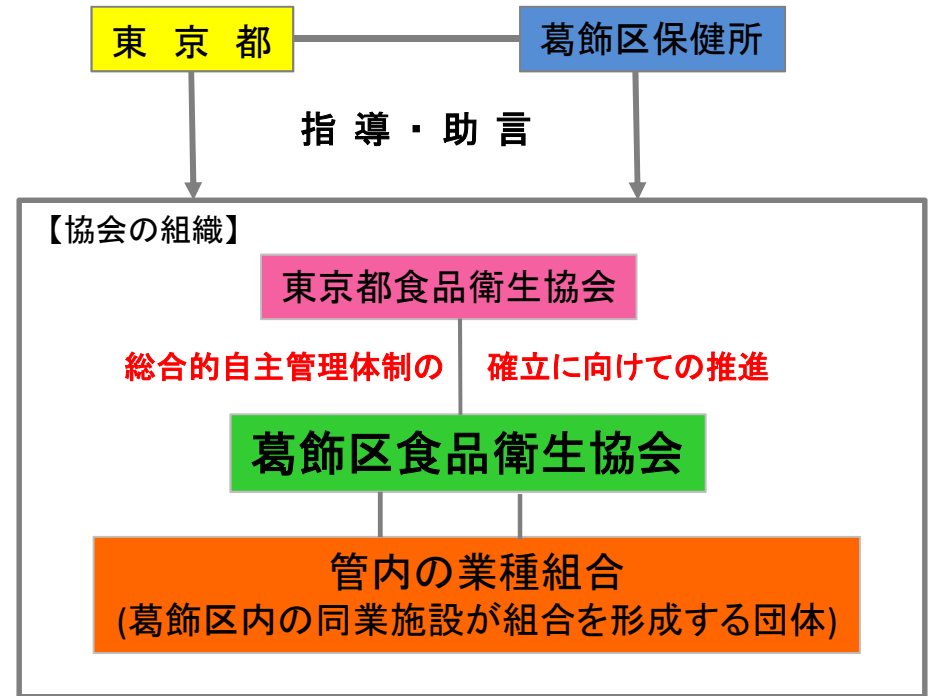 東 京 都
葛飾区保健所
指 導 ・ 助 言
【協会の組織】
東京都食品衛生協会
総合的自主管理体制の 確立に向けての推進
葛飾区食品衛生協会
管内の業種組合
(葛飾区内の同業施設が組合を形成する団体)